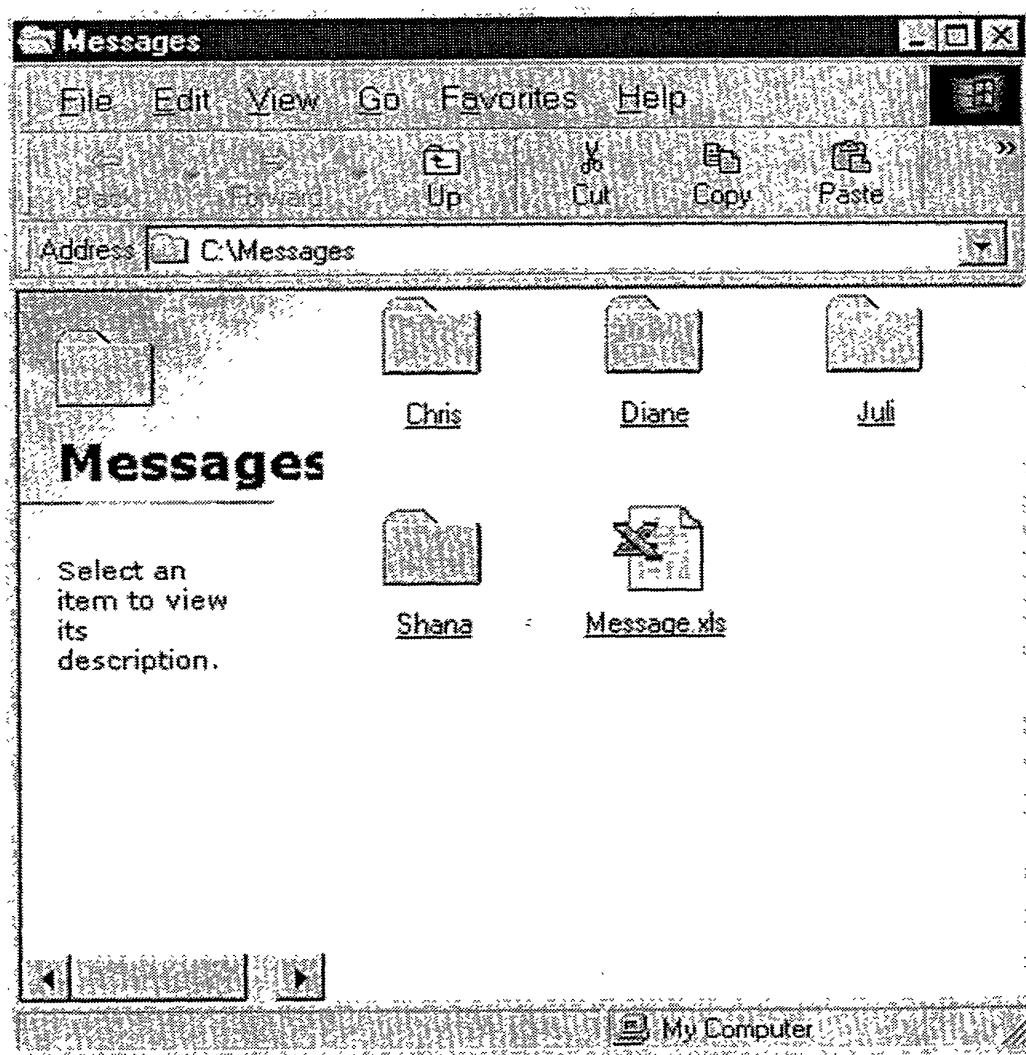 Messages
File Edit View Go Favorites Help
Back Forward Up Cut Copy Paste »
Address C:\Messages
Chris Diane Juli
Messages
Shana Message.xls
Select an
item to view
its
description.
My Computer